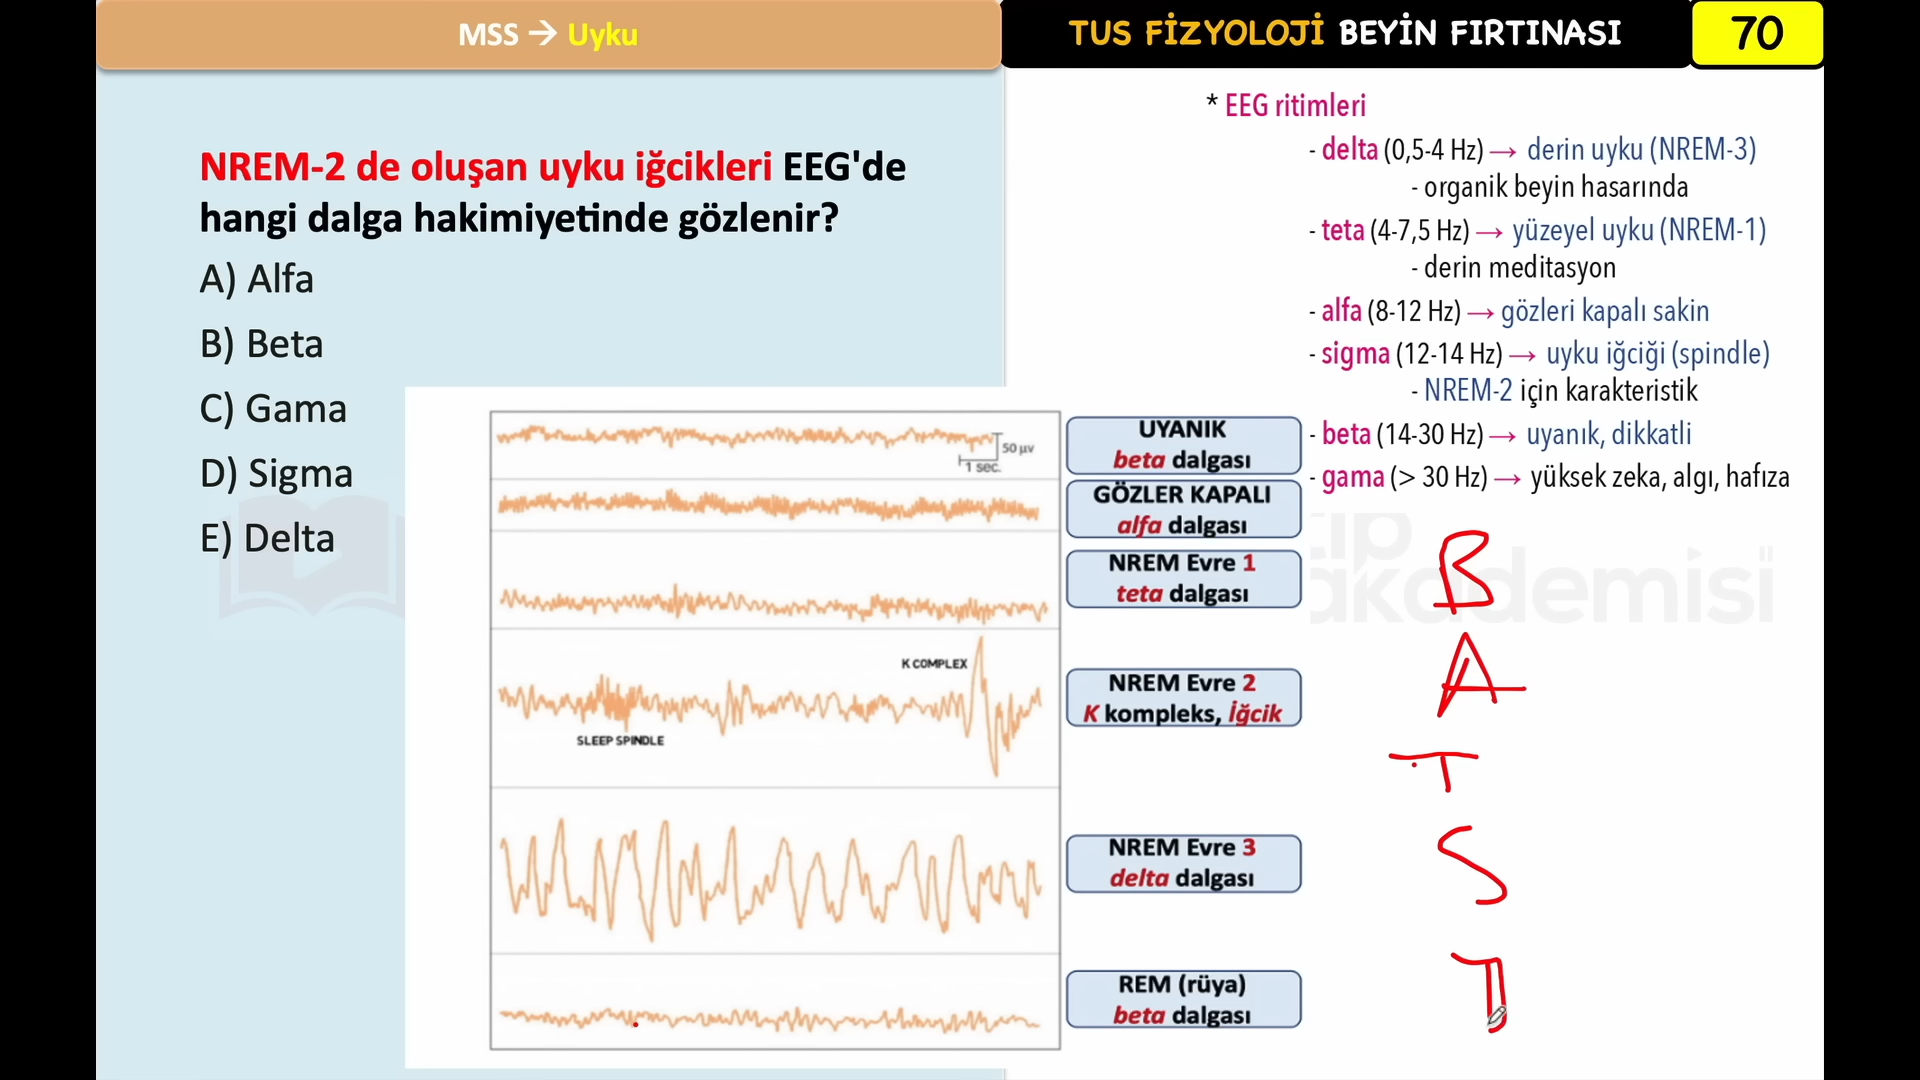 MSS → Uyku
TUS FİZYOLOJİ BEYİN FIRTINASI
70
NREM-2 de oluşan uyku iğcikleri EEG'de
hangi dalga hakimiyetinde gözlenir?
A) Alfa
B) Beta
C) Gama
D) Sigma
E) Delta
* EEG ritimleri
- delta (0,5-4 Hz) → derin uyku (NREM-3)
- organik beyin hasarında
- teta (4-7,5 Hz) → yüzeyel uyku (NREM-1)
- derin meditasyon
- alfa (8-12 Hz) → gözleri kapalı sakin
- sigma (12-14 Hz) → uyku iğciği (spindle)
- NREM-2 için karakteristik
- beta (14-30 Hz) → uyanık, dikkatli
- gama (> 30 Hz) → yüksek zeka, algı, hafıza
50 µv
1 sec.
UYANIK
beta dalgası
GÖZLER KAPALI
alfa dalgası
NREM Evre 1
teta dalgası
K COMPLEX
SLEEP SPINDLE
NREM Evre 2
K kompleks, İğcik
NREM Evre 3
delta dalgası
REM (rüya)
beta dalgası
tıp
akademisi
B
A
T
S